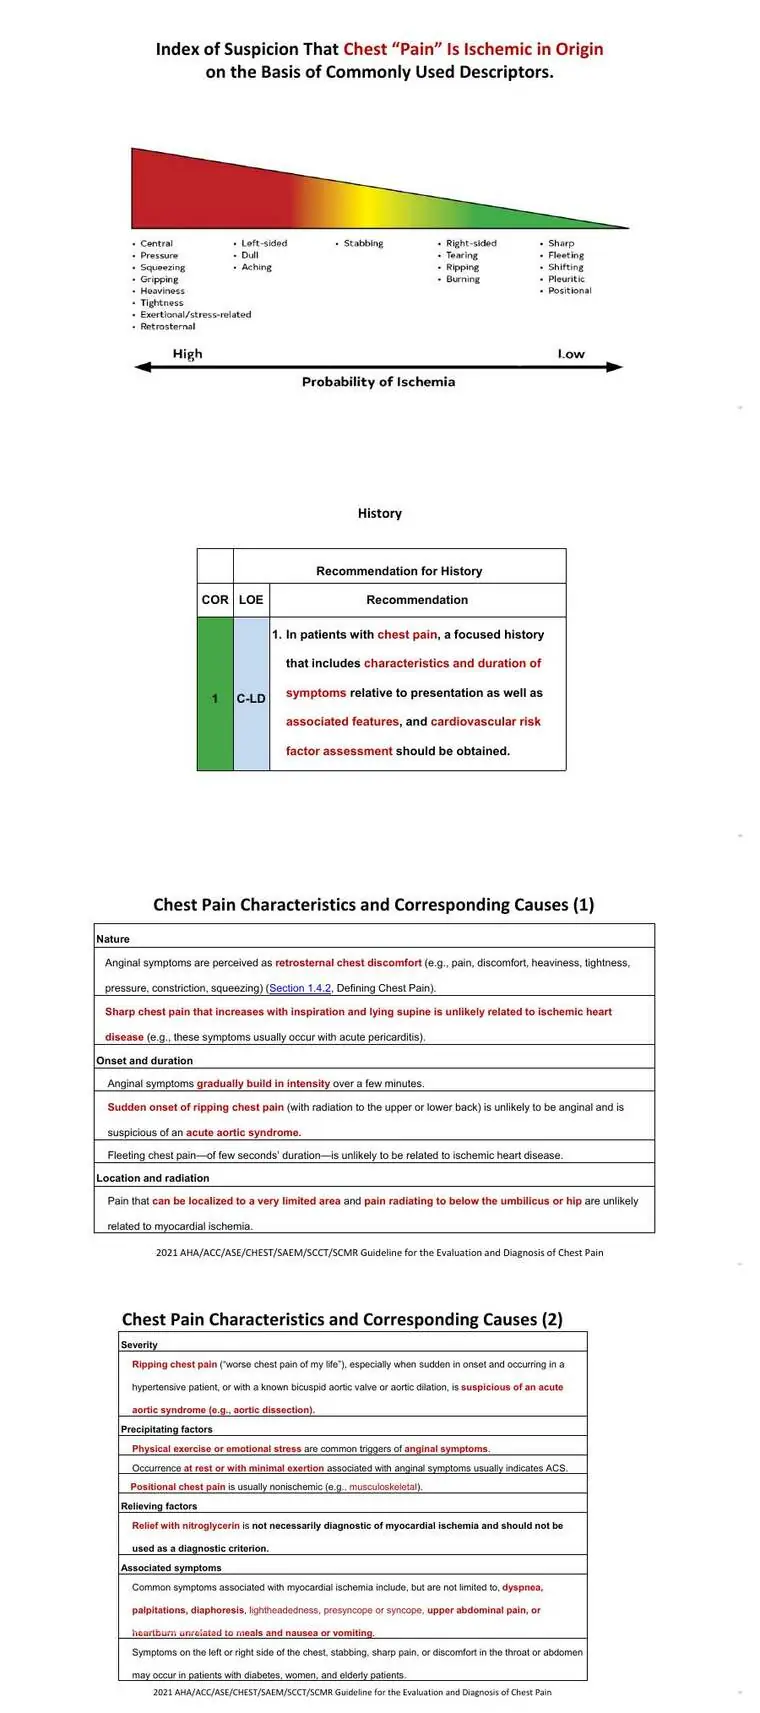 Index of Suspicion That Chest “Pain” Is Ischemic in Origin
on the Basis of Commonly Used Descriptors.
• Central
• Pressure
• Squeezing
• Gripping
• Heaviness
• Tightness
• Exertional/stress-related
• Retrosternal
• Left-sided
• Dull
• Aching
• Stabbing
• Right-sided
• Tearing
• Ripping
• Burning
• Sharp
• Fleeting
• Shifting
• Pleuritic
• Positional
High
Low
Probability of Ischemia
History
Recommendation for History
COR LOE Recommendation
1. In patients with chest pain, a focused history
that includes characteristics and duration of
1 C-LD symptoms relative to presentation as well as
associated features, and cardiovascular risk
factor assessment should be obtained.
Chest Pain Characteristics and Corresponding Causes (1)
Nature
Anginal symptoms are perceived as retrosternal chest discomfort (e.g., pain, discomfort, heaviness, tightness,
pressure, constriction, squeezing) (Section 1.4.2, Defining Chest Pain).
Sharp chest pain that increases with inspiration and lying supine is unlikely related to ischemic heart
disease (e.g., these symptoms usually occur with acute pericarditis).
Onset and duration
Anginal symptoms gradually build in intensity over a few minutes.
Sudden onset of ripping chest pain (with radiation to the upper or lower back) is unlikely to be anginal and is
suspicious of an acute aortic syndrome.
Fleeting chest pain—of few seconds’ duration—is unlikely to be related to ischemic heart disease.
Location and radiation
Pain that can be localized to a very limited area and pain radiating to below the umbilicus or hip are unlikely
related to myocardial ischemia.
2021 AHA/ACC/ASE/CHEST/SAEM/SCCT/SCMR Guideline for the Evaluation and Diagnosis of Chest Pain
Chest Pain Characteristics and Corresponding Causes (2)
Severity
Ripping chest pain (“worse chest pain of my life”), especially when sudden in onset and occurring in a
hypertensive patient, or with a known bicuspid aortic valve or aortic dilation, is suspicious of an acute
aortic syndrome (e.g., aortic dissection).
Precipitating factors
Physical exercise or emotional stress are common triggers of anginal symptoms.
Occurrence at rest or with minimal exertion associated with anginal symptoms usually indicates ACS.
Positional chest pain is usually nonischemic (e.g., musculoskeletal).
Relieving factors
Relief with nitroglycerin is not necessarily diagnostic of myocardial ischemia and should not be
used as a diagnostic criterion.
Associated symptoms
Common symptoms associated with myocardial ischemia include, but are not limited to, dyspnea,
palpitations, diaphoresis, lightheadedness, presyncope or syncope, upper abdominal pain, or
heartburn unrelated to meals and nausea or vomiting.
Symptoms on the left or right side of the chest, stabbing, sharp pain, or discomfort in the throat or abdomen
may occur in patients with diabetes, women, and elderly patients.
2021 AHA/ACC/ASE/CHEST/SAEM/SCCT/SCMR Guideline for the Evaluation and Diagnosis of Chest Pain